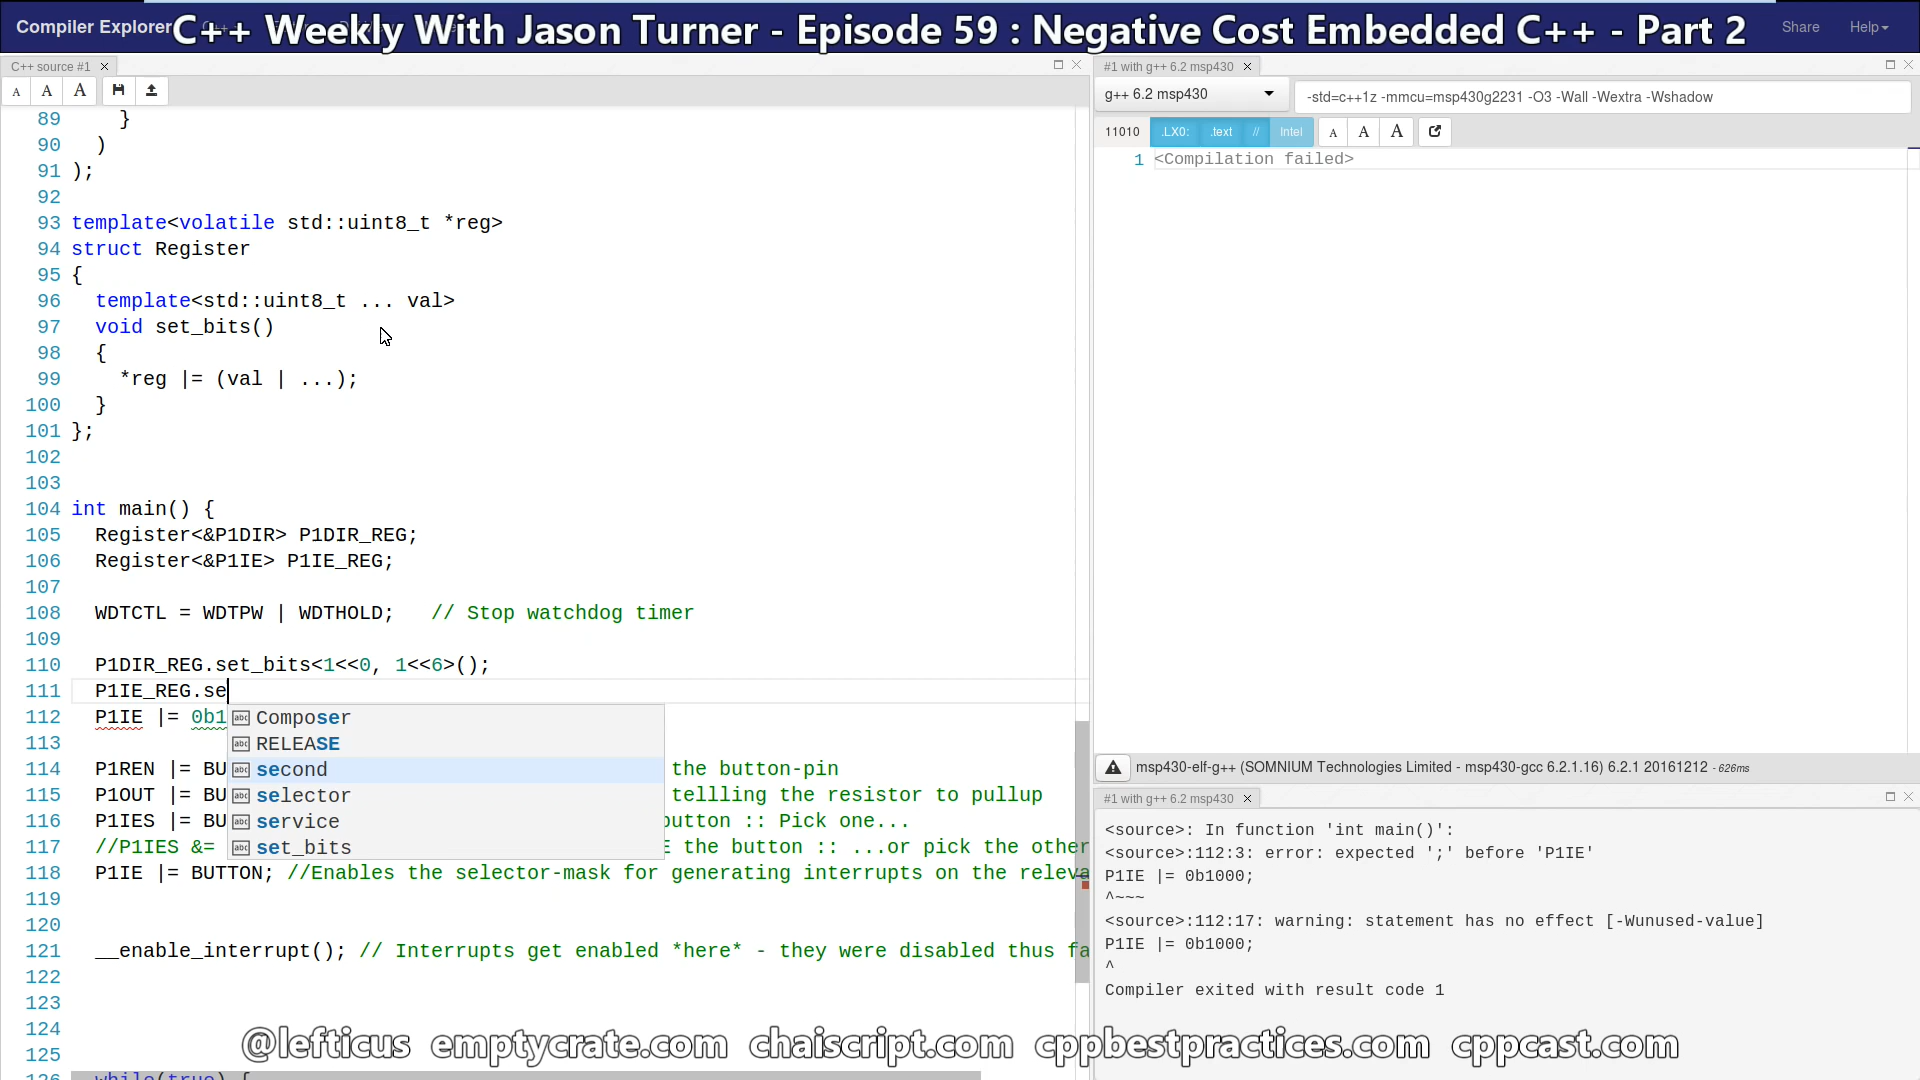 Compiler Explorer
C++ Weekly With Jason Turner - Episode 59 : Negative Cost Embedded C++ - Part 2
Share Help
C++ source #1
A A A
89 }
90 )
91 );
92
93 template<volatile std::uint8_t *reg>
94 struct Register
95 {
96 template<std::uint8_t ... val>
97 void set_bits()
98 {
99 *reg |= (val | ...);
100 }
101 };
102
103
104 int main() {
105 Register<&P1DIR> P1DIR_REG;
106 Register<&P1IE> P1IE_REG;
107
108 WDTCTL = WDTPW | WDTHOLD; // Stop watchdog timer
109
110 P1DIR_REG.set_bits<1<<0, 1<<6>();
111 P1IE_REG.se
112 P1IE |= 0b1
Composer
RELEASE
second
selector
service
set_bits
113
114 P1REN |= BU the button-pin
115 P1OUT |= BU tellling the resistor to pullup
116 P1IES |= BU button :: Pick one...
117 //P1IES &= E the button :: ...or pick the other
118 P1IE |= BUTTON; //Enables the selector-mask for generating interrupts on the releva
119
120
121 __enable_interrupt(); // Interrupts get enabled *here* - they were disabled thus fa
122
123
124
125
126 while(true) {
#1 with g++ 6.2 msp430
g++ 6.2 msp430
-std=c++1z -mmcu=msp430g2231 -O3 -Wall -Wextra -Wshadow
11010 .LX0: .text // Intel A A A
1 <Compilation failed>
msp430-elf-g++ (SOMNIUM Technologies Limited - msp430-gcc 6.2.1.16) 6.2.1 20161212 - 626ms
#1 with g++ 6.2 msp430
<source>: In function 'int main()':
<source>:112:3: error: expected ';' before 'P1IE'
P1IE |= 0b1000;
^~~~
<source>:112:17: warning: statement has no effect [-Wunused-value]
P1IE |= 0b1000;
^
Compiler exited with result code 1
@lefticus emptycrate.com chaiscript.com cppbestpractices.com cppcast.com